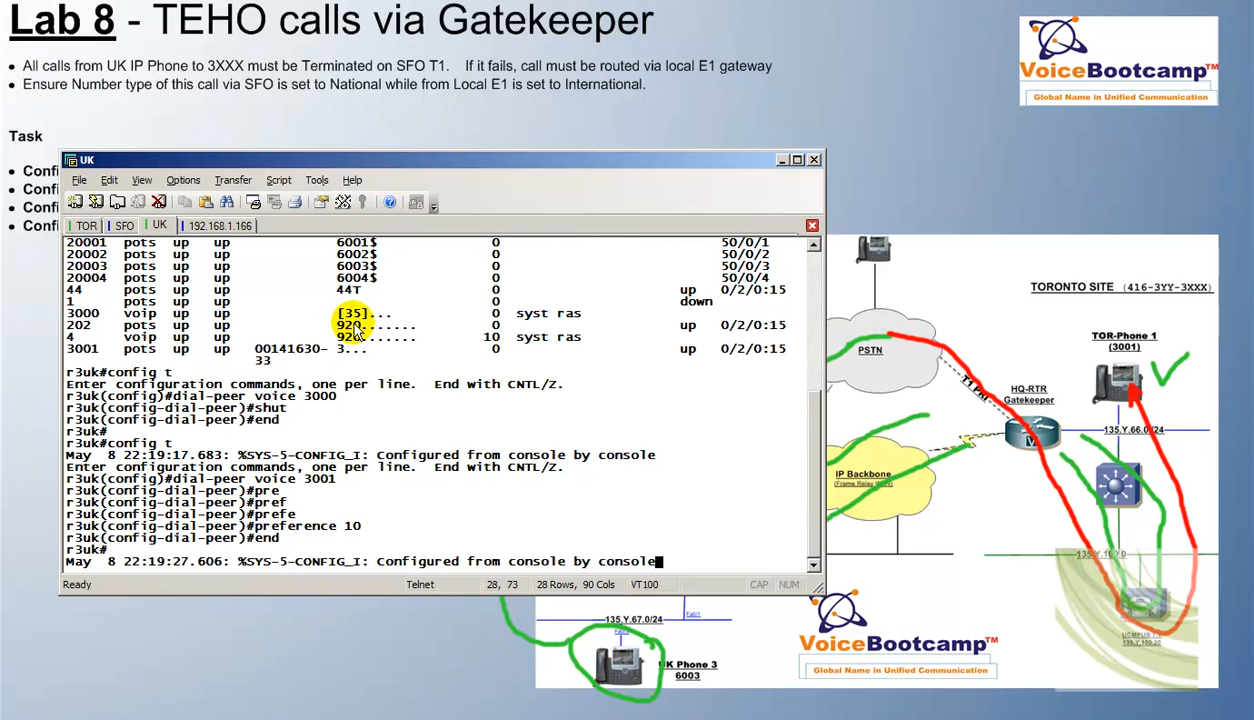 Lab 8 - TEHO calls via Gatekeeper
All calls from UK IP Phone to 3XXX must be Terminated on SFO T1. If it fails, call must be routed via local E1 gateway
Ensure Number type of this call via SFO is set to National while from Local E1 is set to International.
VoiceBootcamp™
Global Name in Unified Communication
Task
UK
File Edit View Options Transfer Script Tools Help
TOR SFO UK 192.168.1.166
20001 pots up up 6001$ 0 50/0/1
20002 pots up up 6002$ 0 50/0/2
20003 pots up up 6003$ 0 50/0/3
20004 pots up up 6004$ 0 50/0/4
44 pots up up 44T 0 up 0/2/0:15
1 pots up up 0 down
3000 voip up up [35]... 0 syst ras
202 pots up up 920....... 0 up 0/2/0:15
4 voip up up 920....... 10 syst ras
3001 pots up up 00141630- 3... 0 up 0/2/0:15
33
r3uk#config t
Enter configuration commands, one per line. End with CNTL/Z.
r3uk(config)#dial-peer voice 3000
r3uk(config-dial-peer)#shut
r3uk(config-dial-peer)#end
r3uk#
r3uk#config t
May 8 22:19:17.683: %SYS-5-CONFIG_I: Configured from console by console
Enter configuration commands, one per line. End with CNTL/Z.
r3uk(config)#dial-peer voice 3001
r3uk(config-dial-peer)#pre
r3uk(config-dial-peer)#pref
r3uk(config-dial-peer)#prefe
r3uk(config-dial-peer)#preference 10
r3uk(config-dial-peer)#end
r3uk#
May 8 22:19:27.606: %SYS-5-CONFIG_I: Configured from console by console
Ready Telnet 28, 73 28 Rows, 90 Cols VT100 CAP NUM
TORONTO SITE (416-3YY-3XXX)
PSTN
TOR-Phone 1
(3001)
T1 PRI
HQ-RTR
Gatekeeper
135.Y.66.0/24
IP Backbone
135.Y.67.0/24
Fa0/1
UK Phone 3
6003
VoiceBootcamp™
Global Name in Unified Communication